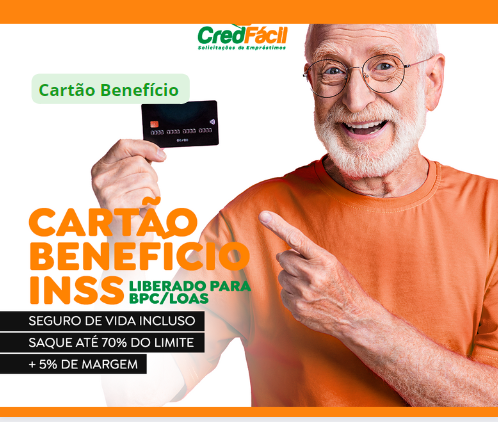 CredFácil
Solicitações de Empréstimos
Cartão Benefício
CARTÃO
BENEFÍCIO
INSS LIBERADO PARA
BPC/LOAS
SEGURO DE VIDA INCLUSO
SAQUE ATÉ 70% DO LIMITE
+ 5% DE MARGEM